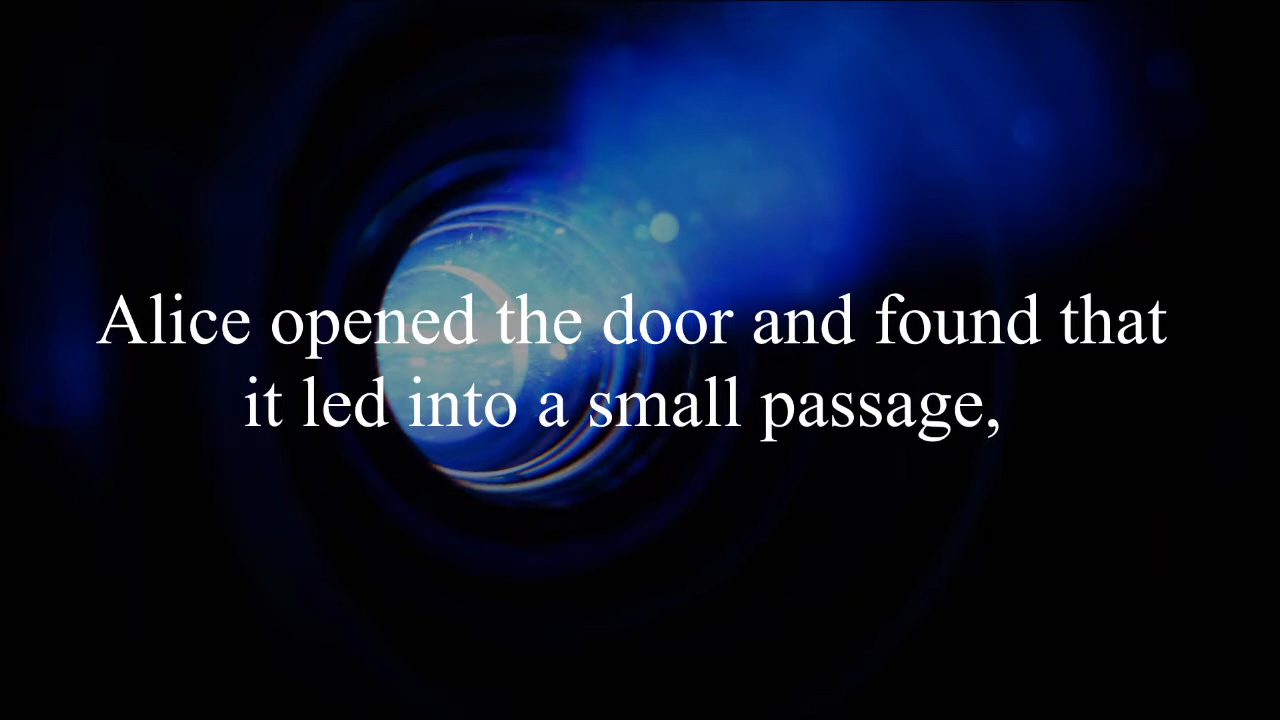 Alice opened the door and found that
it led into a small passage,